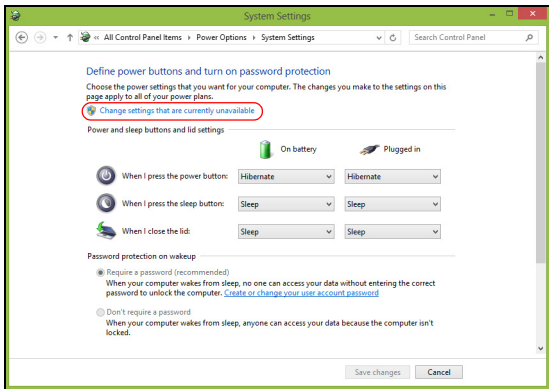 System Settings
« All Control Panel Items › Power Options › System Settings
Search Control Panel
Define power buttons and turn on password protection
Choose the power settings that you want for your computer. The changes you make to the settings on this
page apply to all of your power plans.
Change settings that are currently unavailable
Power and sleep buttons and lid settings
On battery Plugged in
When I press the power button: Hibernate Hibernate
When I press the sleep button: Sleep Sleep
When I close the lid: Sleep Sleep
Password protection on wakeup
Require a password (recommended)
When your computer wakes from sleep, no one can access your data without entering the correct
password to unlock the computer. Create or change your user account password
Don't require a password
When your computer wakes from sleep, anyone can access your data because the computer isn't
locked.
Save changes Cancel